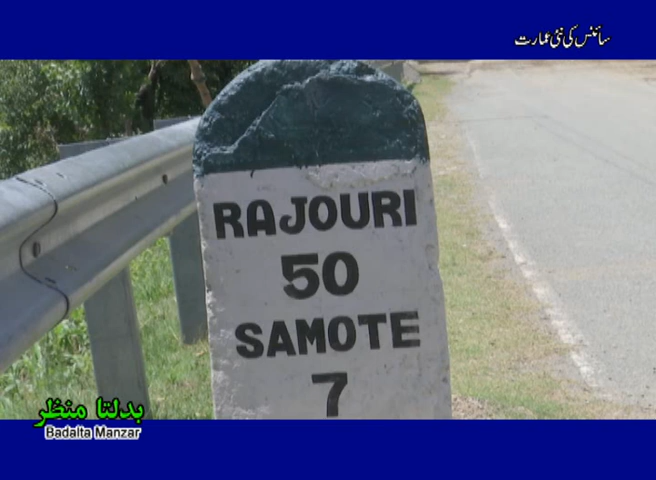 سائنس کی نئی عمارت
RAJOURI
50
SAMOTE
7
بدلتا منظر
Badalta Manzar